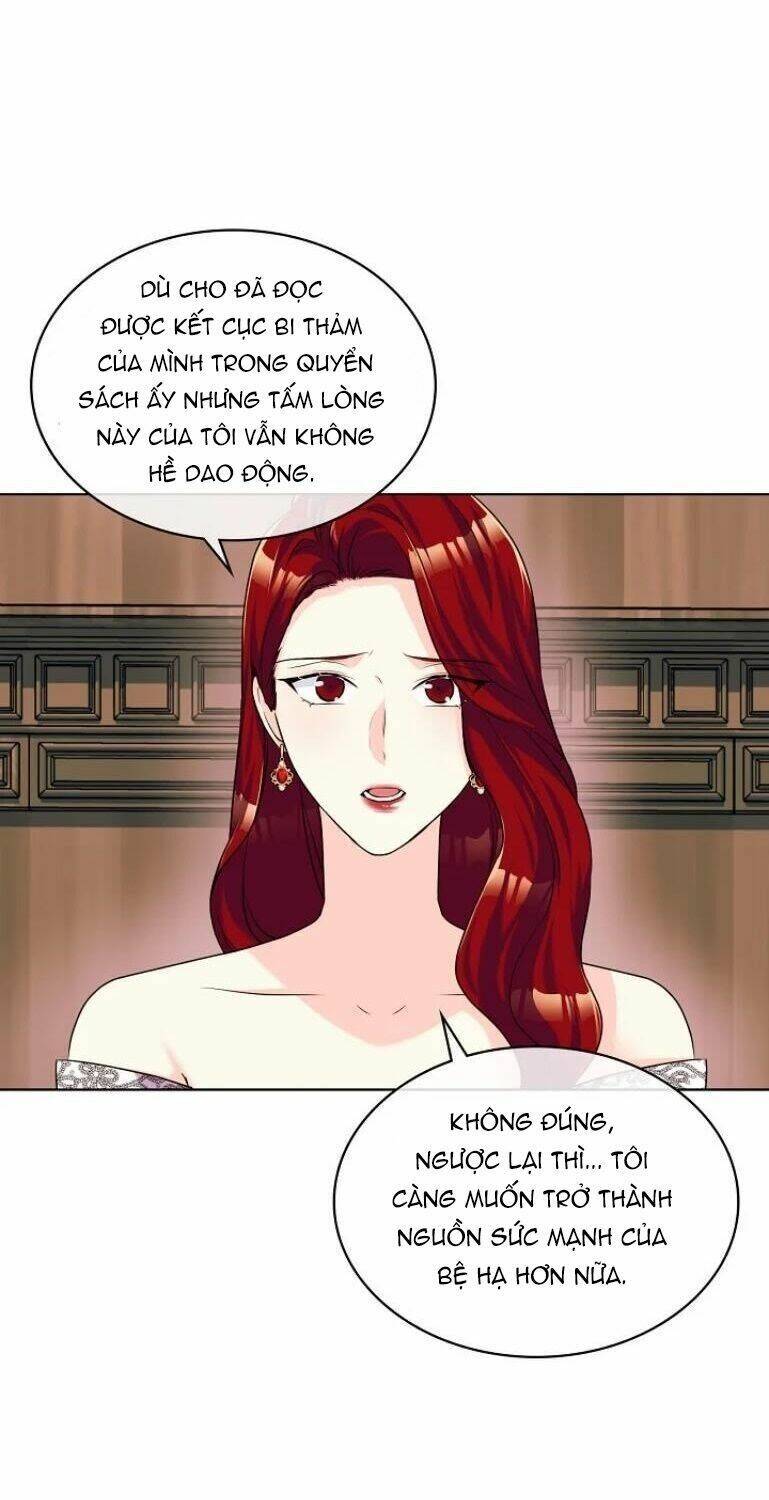 DÙ CHO ĐÃ ĐỌC
ĐƯỢC KẾT CỤC BI THẢM
CỦA MÌNH TRONG QUYỂN
SÁCH ẤY NHƯNG TẤM LÒNG
NÀY CỦA TÔI VẪN KHÔNG
HỀ DAO ĐỘNG.
KHÔNG ĐÚNG,
NGƯỢC LẠI THÌ... TÔI
CÀNG MUỐN TRỞ THÀNH
NGUỒN SỨC MẠNH CỦA
BỆ HẠ HƠN NỮA.